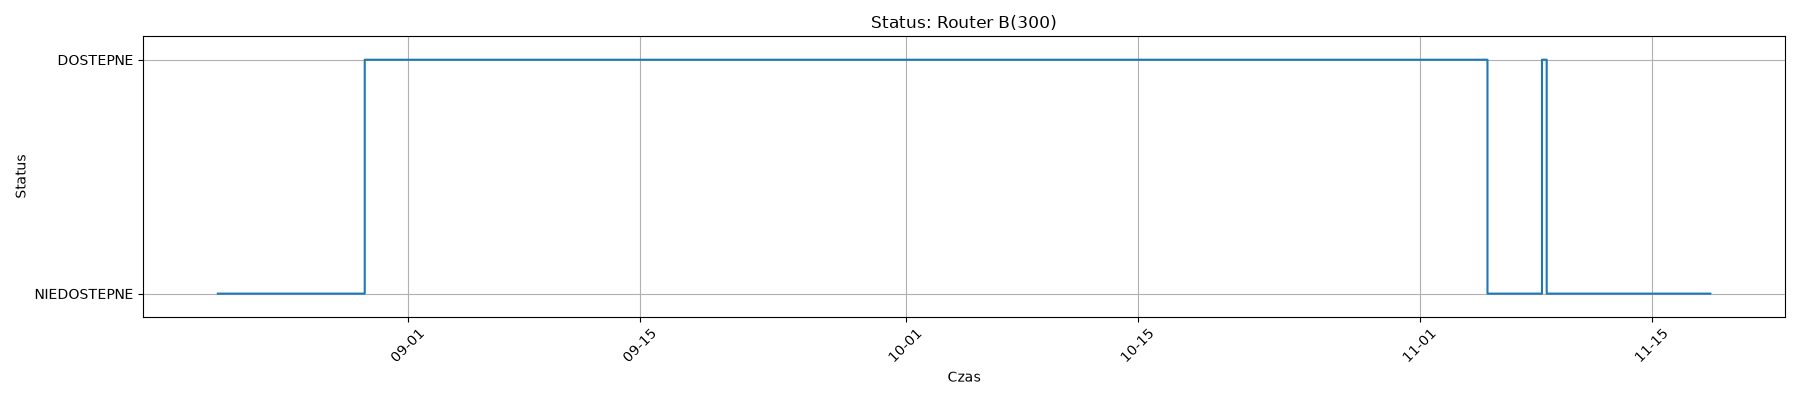 Status: Router B(300)
DOSTEPNE
Status
NIEDOSTEPNE
09-01
09-15
10-01
10-15
11-01
11-15
Czas